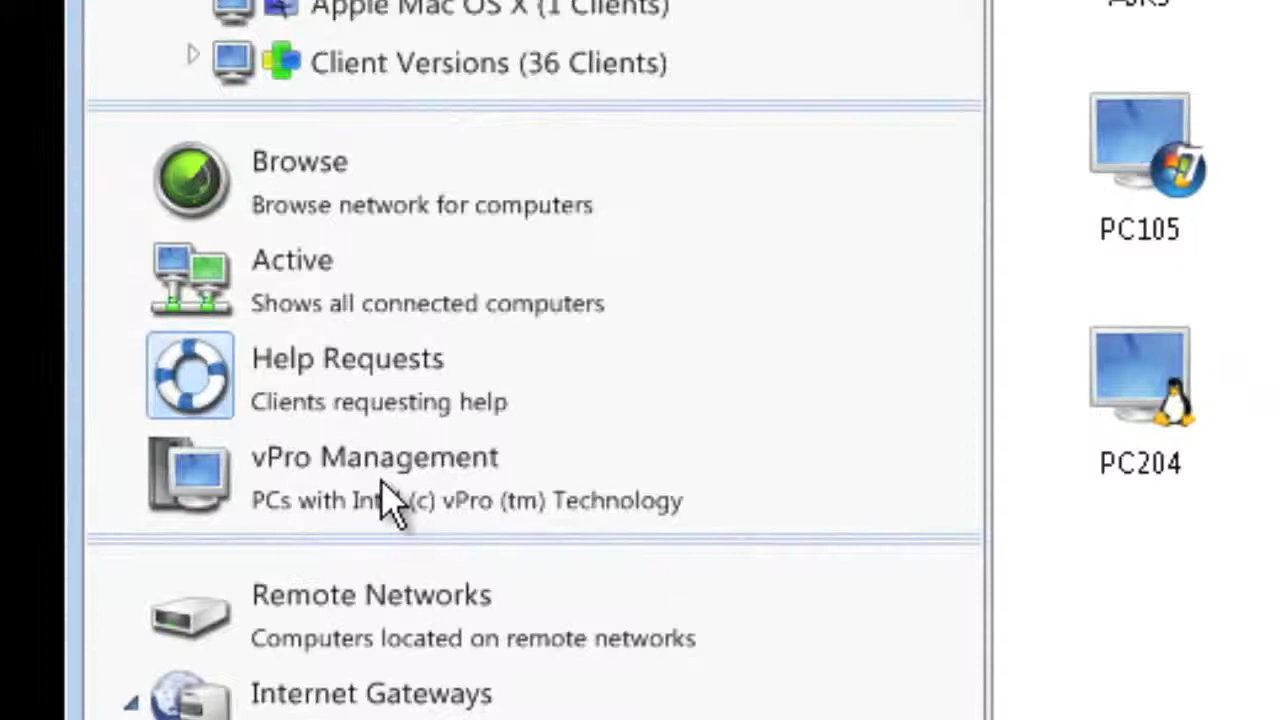 Apple Mac OS X (1 Clients)
Client Versions (36 Clients)
Browse
Browse network for computers
Active
Shows all connected computers
Help Requests
Clients requesting help
vPro Management
PCs with (c) vPro (tm) Technology
Remote Networks
Computers located on remote networks
Internet Gateways
PC105
PC204